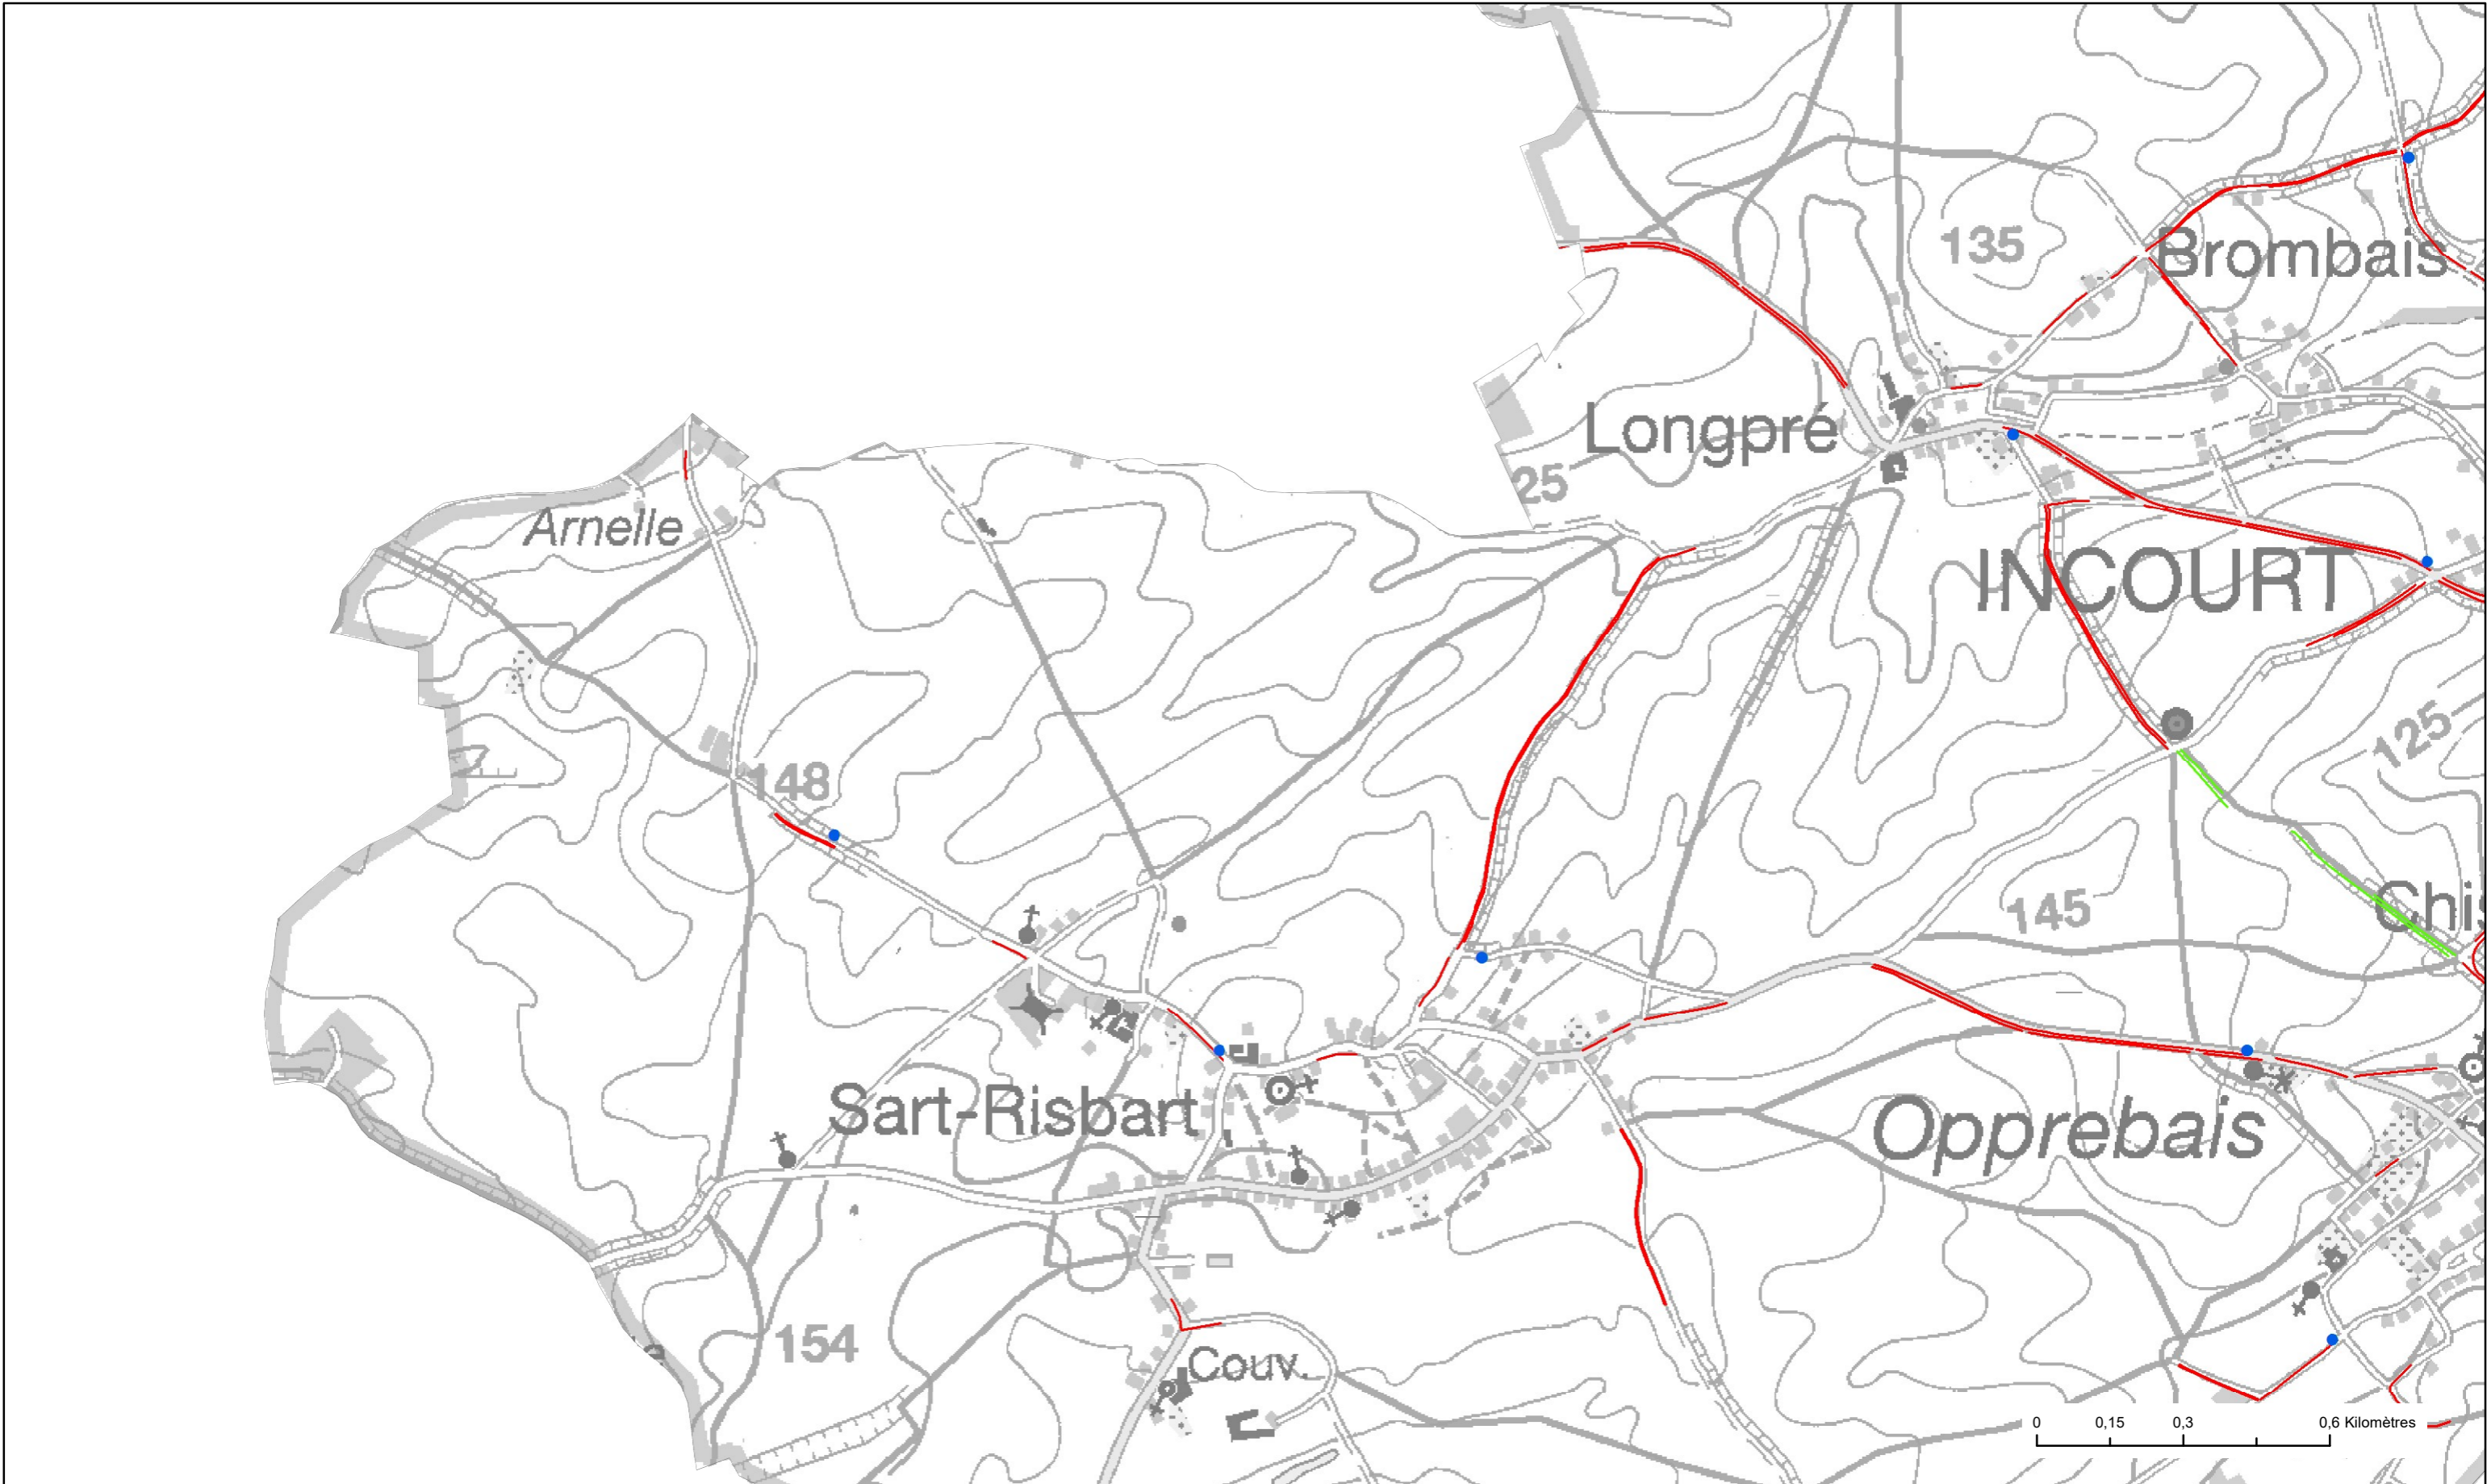 135
Brombais
Longpré
25
Arnelle
INCOURT
125
148
145
Chis
Sart-Risbart
Opprebais
154
Couv.
0 0,15 0,3 0,6 Kilomètres